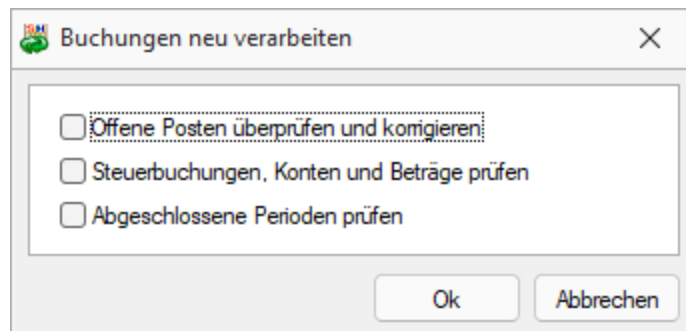 Buchungen neu verarbeiten
Offene Posten überprüfen und korrigieren
Steuerbuchungen, Konten und Beträge prüfen
Abgeschlossene Perioden prüfen
Ok Abbrechen